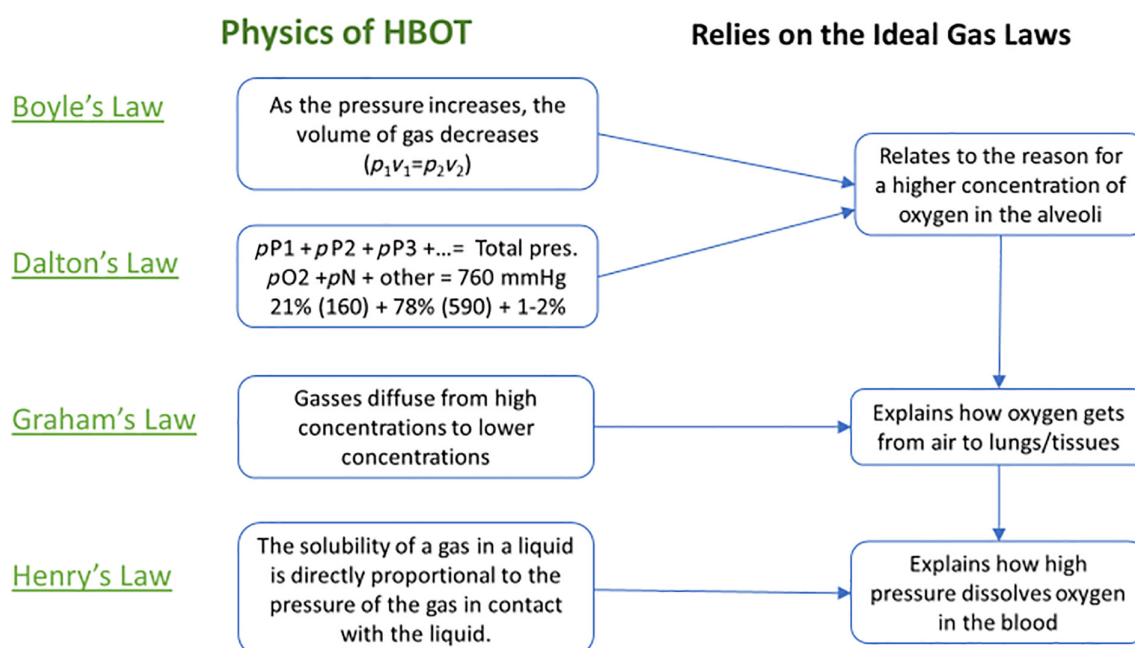 Physics of HBOT
Relies on the Ideal Gas Laws
Boyle's Law
As the pressure increases, the
volume of gas decreases
(p₁v₁=p₂v₂)
Relates to the reason for
a higher concentration of
oxygen in the alveoli
Dalton's Law
pP1 + pP2 + pP3 +...= Total pres.
pO2 +pN + other = 760 mmHg
21% (160) + 78% (590) + 1-2%
Graham's Law
Gasses diffuse from high
concentrations to lower
concentrations
Explains how oxygen gets
from air to lungs/tissues
Henry's Law
The solubility of a gas in a liquid
is directly proportional to the
pressure of the gas in contact
with the liquid.
Explains how high
pressure dissolves oxygen
in the blood